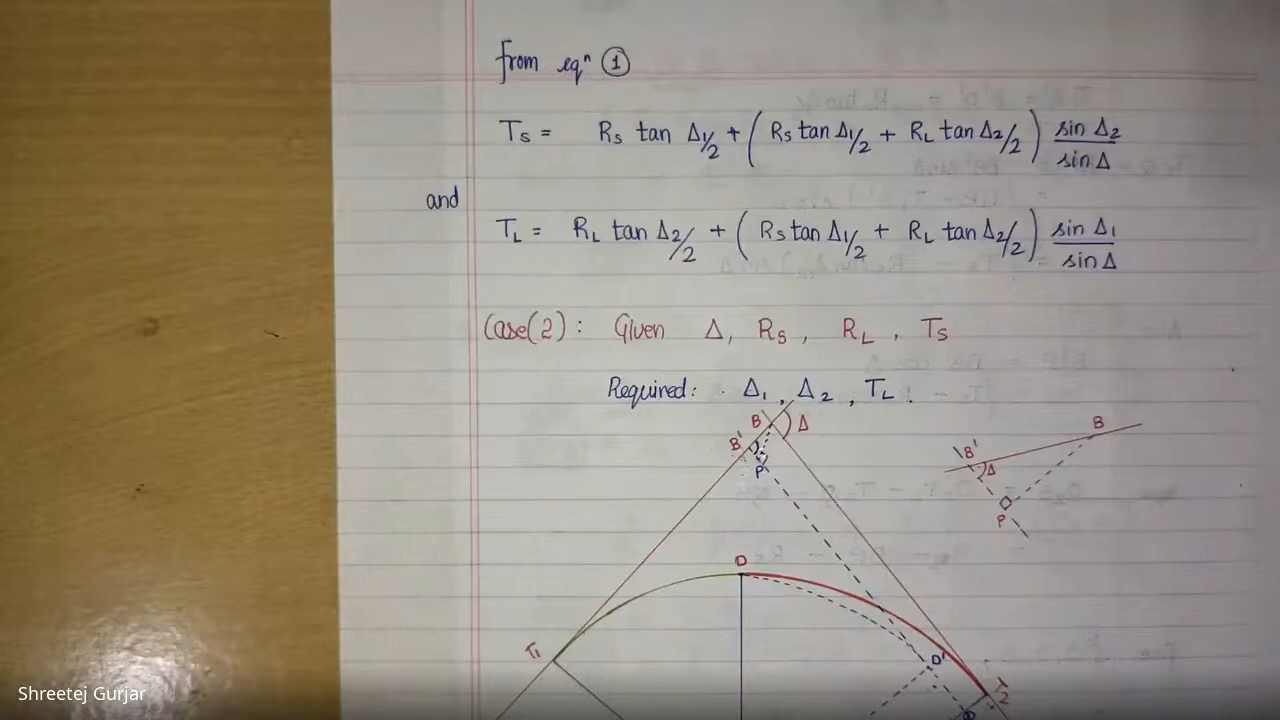 from eqⁿ ①
Ts = Rs tan Δ1/2 + ( Rs tan Δ1/2 + RL tan Δ2/2 ) sin Δ2 / sin Δ
and
TL = RL tan Δ2/2 + ( Rs tan Δ1/2 + RL tan Δ2/2 ) sin Δ1 / sin Δ
Case(2) : Given Δ, Rs , RL , Ts
Required: Δ1 , Δ2 , TL .
B Δ
B'
P
B
B'
Δ
P
D
T1
D'
T2
Shreetej Gurjar